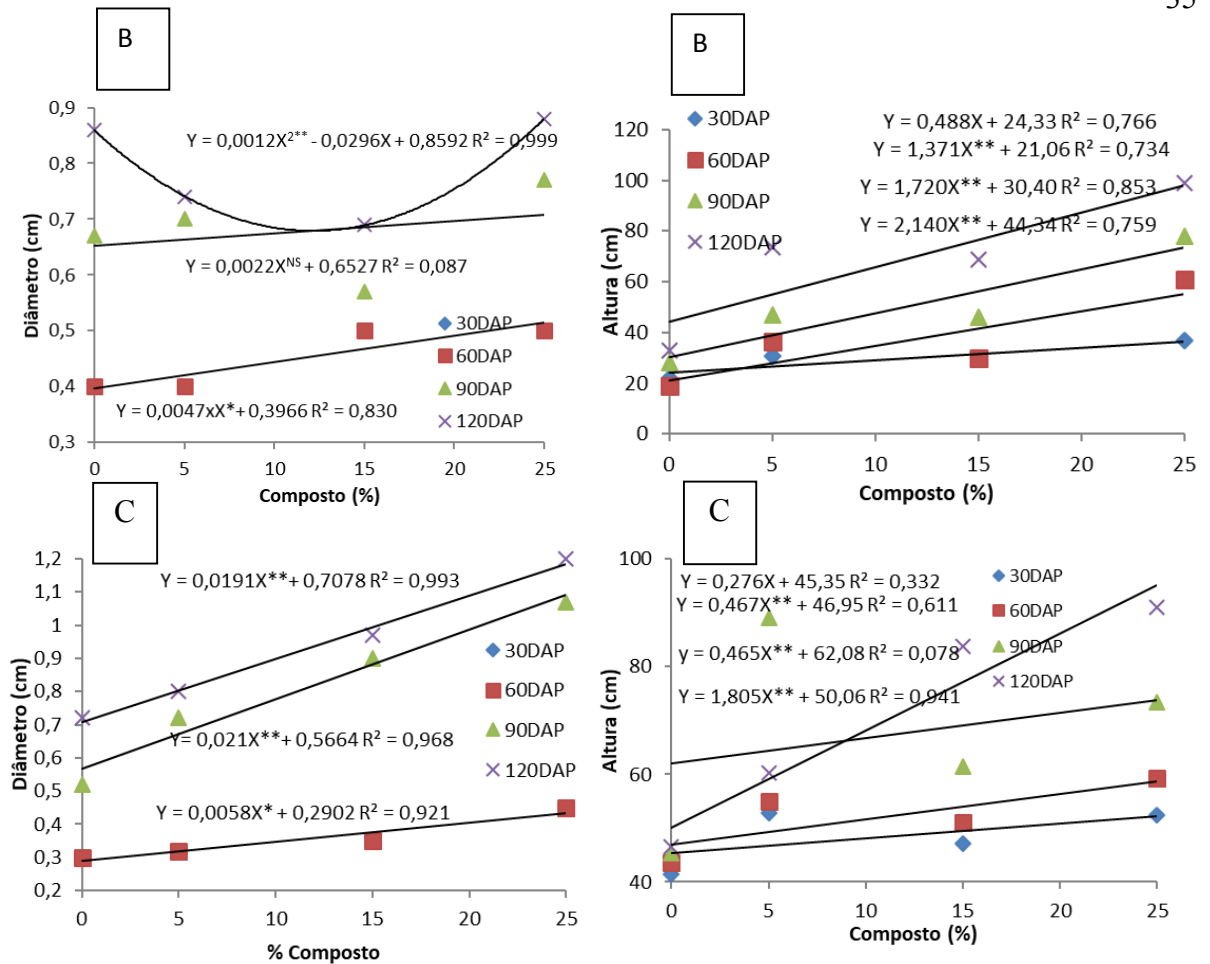 B
0,9
0,8
0,7
0,6
0,5
0,4
0,3
Diâmetro (cm)
Y = 0,0012X²** - 0,0296X + 0,8592 R² = 0,999
Y = 0,0022Xᴺˢ + 0,6527 R² = 0,087
Y = 0,0047xX* + 0,3966 R² = 0,830
30DAP
60DAP
90DAP
120DAP
0 5 10 15 20 25
Composto (%)
B
120
100
80
60
40
20
0
Altura (cm)
30DAP
60DAP
90DAP
120DAP
Y = 0,488X + 24,33 R² = 0,766
Y = 1,371X** + 21,06 R² = 0,734
Y = 1,720X** + 30,40 R² = 0,853
Y = 2,140X** + 44,34 R² = 0,759
0 5 10 15 20 25
Composto (%)
C
1,2
1,1
1
0,9
0,8
0,7
0,6
0,5
0,4
0,3
0,2
Diâmetro (cm)
Y = 0,0191X** + 0,7078 R² = 0,993
Y = 0,021X** + 0,5664 R² = 0,968
Y = 0,0058X* + 0,2902 R² = 0,921
30DAP
60DAP
90DAP
120DAP
0 5 10 15 20 25
% Composto
C
100
80
60
40
Altura (cm)
Y = 0,276X + 45,35 R² = 0,332
Y = 0,467X** + 46,95 R² = 0,611
y = 0,465X** + 62,08 R² = 0,078
Y = 1,805X** + 50,06 R² = 0,941
30DAP
60DAP
90DAP
120DAP
0 5 10 15 20 25
Composto (%)